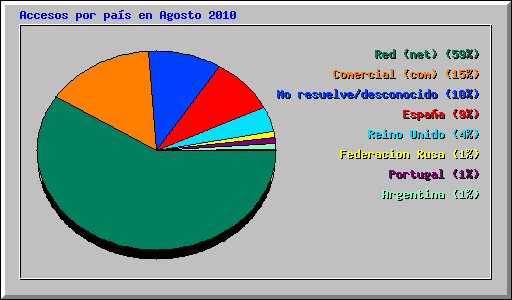 Accesos por país en Agosto 2010
Red (net) (59%)
Comercial (com) (15%)
No resuelve/desconocido (10%)
España (9%)
Reino Unido (4%)
Federacion Rusa (1%)
Portugal (1%)
Argentina (1%)